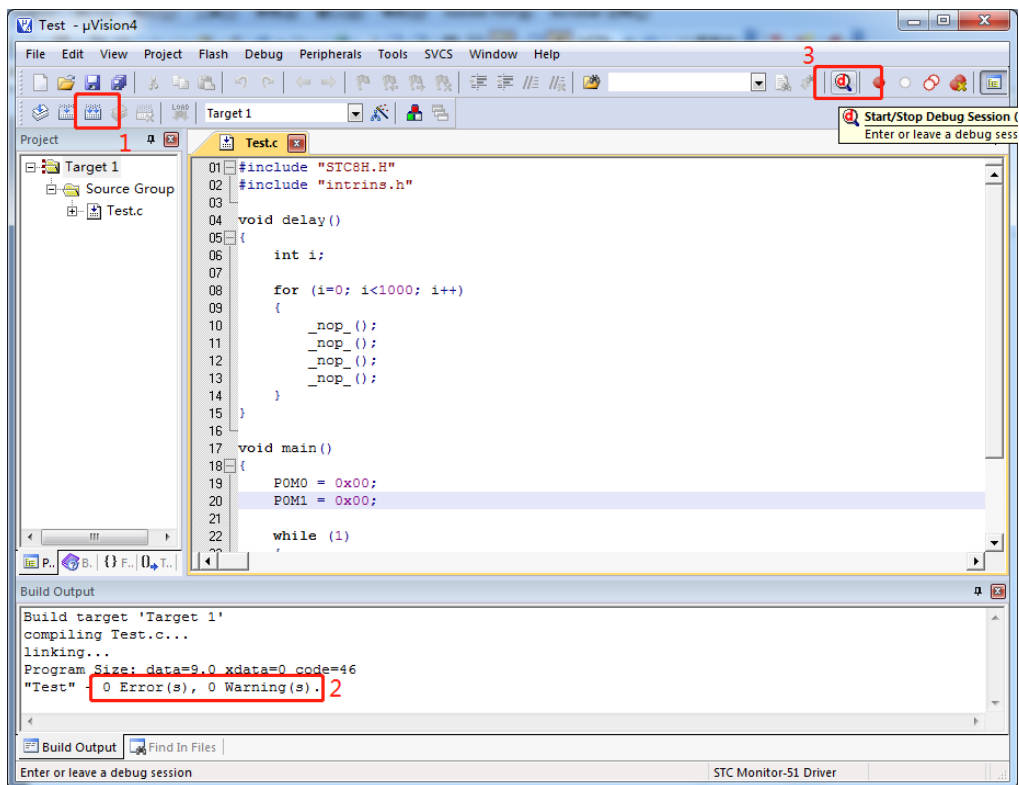 Test - µVision4
File Edit View Project Flash Debug Peripherals Tools SVCS Window Help
3
LOAD
Target 1
Start/Stop Debug Session (
Enter or leave a debug sess
1
Project
Test.c
Target 1
Source Group
Test.c
01 #include "STC8H.H"
02 #include "intrins.h"
03
04 void delay()
05 {
06 int i;
07
08 for (i=0; i<1000; i++)
09 {
10 _nop_();
11 _nop_();
12 _nop_();
13 _nop_();
14 }
15 }
16
17 void main()
18 {
19 P0M0 = 0x00;
20 P0M1 = 0x00;
21
22 while (1)
P.. B. {} F.. T..
Build Output
Build target 'Target 1'
compiling Test.c...
linking...
Program Size: data=9.0 xdata=0 code=46
"Test" - 0 Error(s), 0 Warning(s).
2
Build Output Find In Files
Enter or leave a debug session STC Monitor-51 Driver